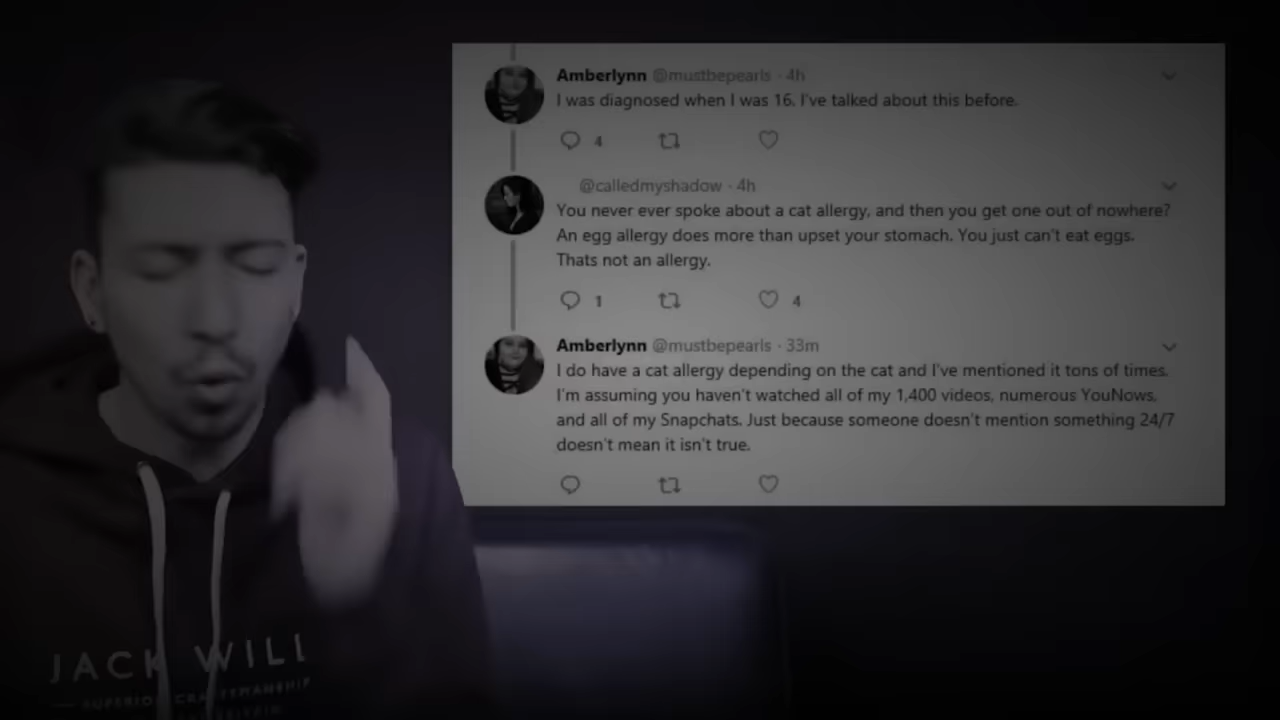 Amberlynn @mustbepearls · 4h
I was diagnosed when I was 16. I've talked about this before.
4
@calledmyshadow · 4h
You never ever spoke about a cat allergy, and then you get one out of nowhere?
An egg allergy does more than upset your stomach. You just can't eat eggs.
Thats not an allergy.
1 4
Amberlynn @mustbepearls · 33m
I do have a cat allergy depending on the cat and I've mentioned it tons of times.
I'm assuming you haven't watched all of my 1,400 videos, numerous YouNows,
and all of my Snapchats. Just because someone doesn't mention something 24/7
doesn't mean it isn't true.
JACK WILL
SUPERIOR CRAFTSMANSHIP